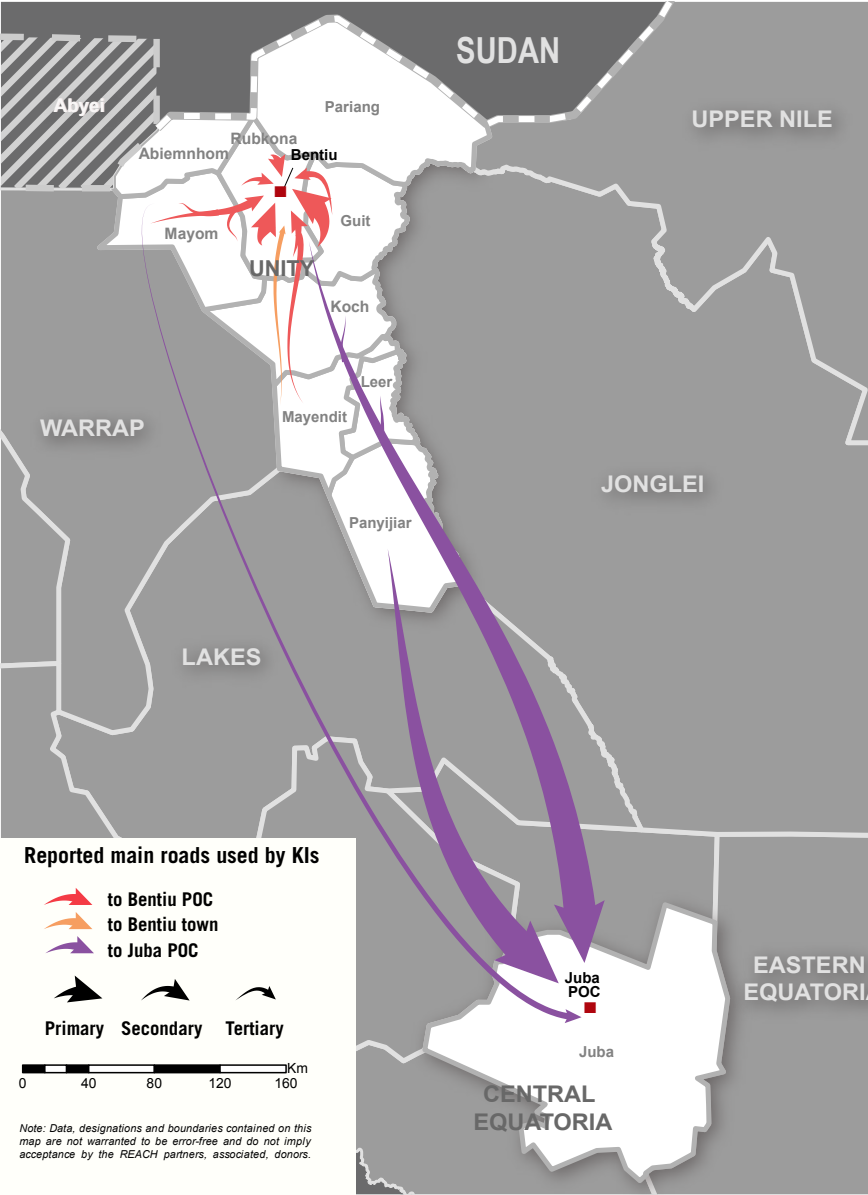 SUDAN
Abyei
Pariang
UPPER NILE
Rubkona
Abiemnhom
Bentiu
Guit
Mayom
UNITY
Koch
Leer
Mayendit
WARRAP
JONGLEI
Panyijiar
LAKES
Reported main roads used by KIs
to Bentiu POC
to Bentiu town
to Juba POC
Primary Secondary Tertiary
Km
0 40 80 120 160
Note: Data, designations and boundaries contained on this
map are not warranted to be error-free and do not imply
acceptance by the REACH partners, associated, donors.
EASTERN
EQUATORIA
Juba
POC
Juba
CENTRAL
EQUATORIA